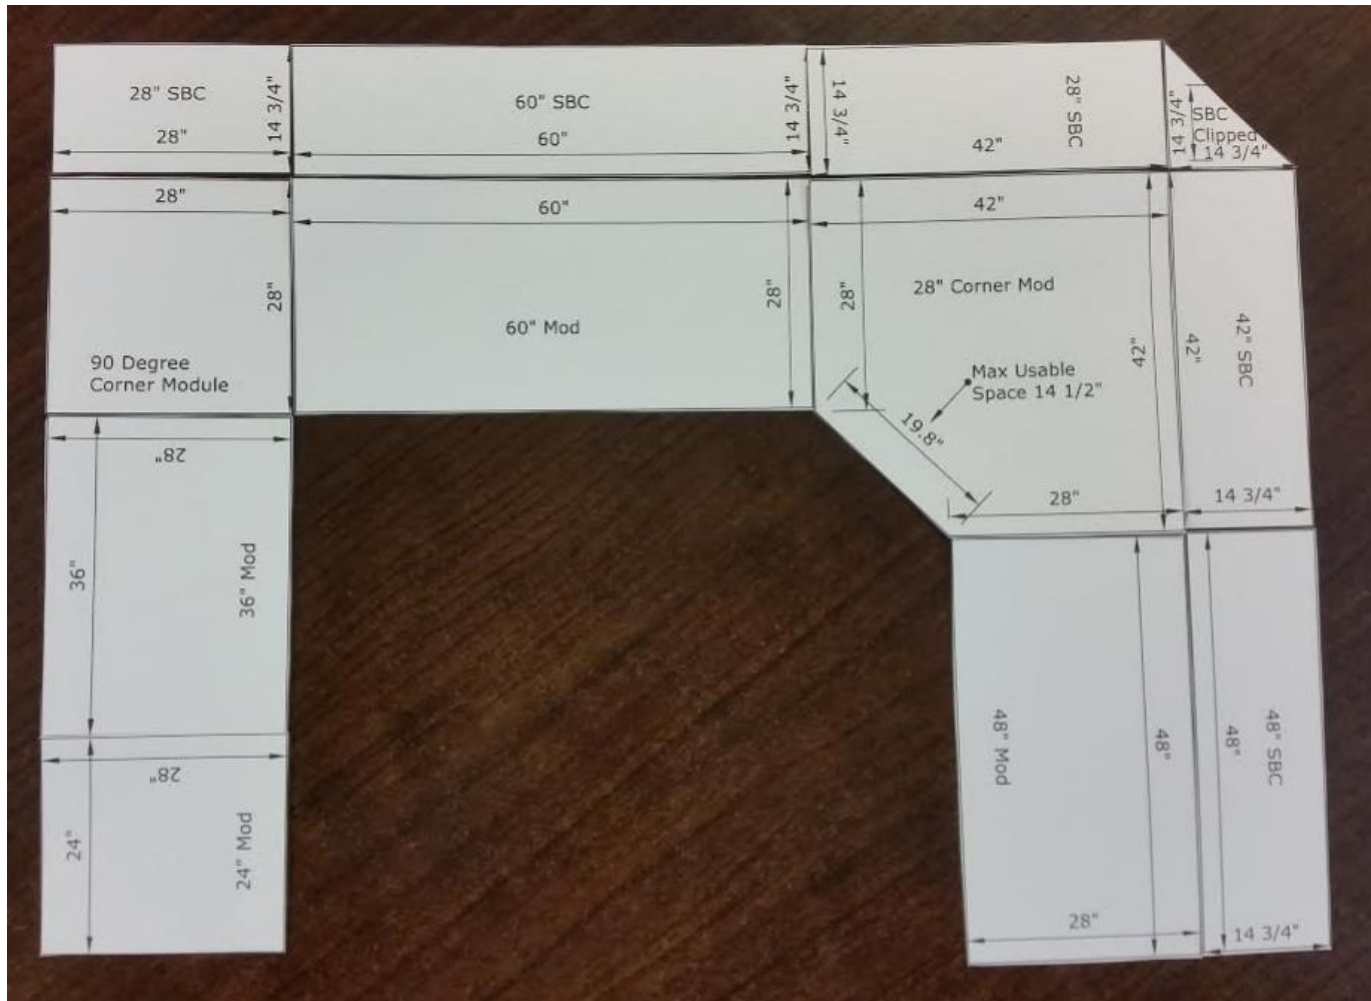 28" SBC
28"
14 3/4"
60" SBC
60"
14 3/4"
14 3/4"
28" SBC
42"
14 3/4"
SBC
Clipped
14 3/4"
28"
28"
90 Degree
Corner Module
60"
28"
60" Mod
42"
28"
28" Corner Mod
42"
Max Usable
Space 14 1/2"
19.8"
28"
42"
42" SBC
14 3/4"
28"
36"
36" Mod
28"
24"
24" Mod
48" Mod
48"
28"
48"
48" SBC
14 3/4"